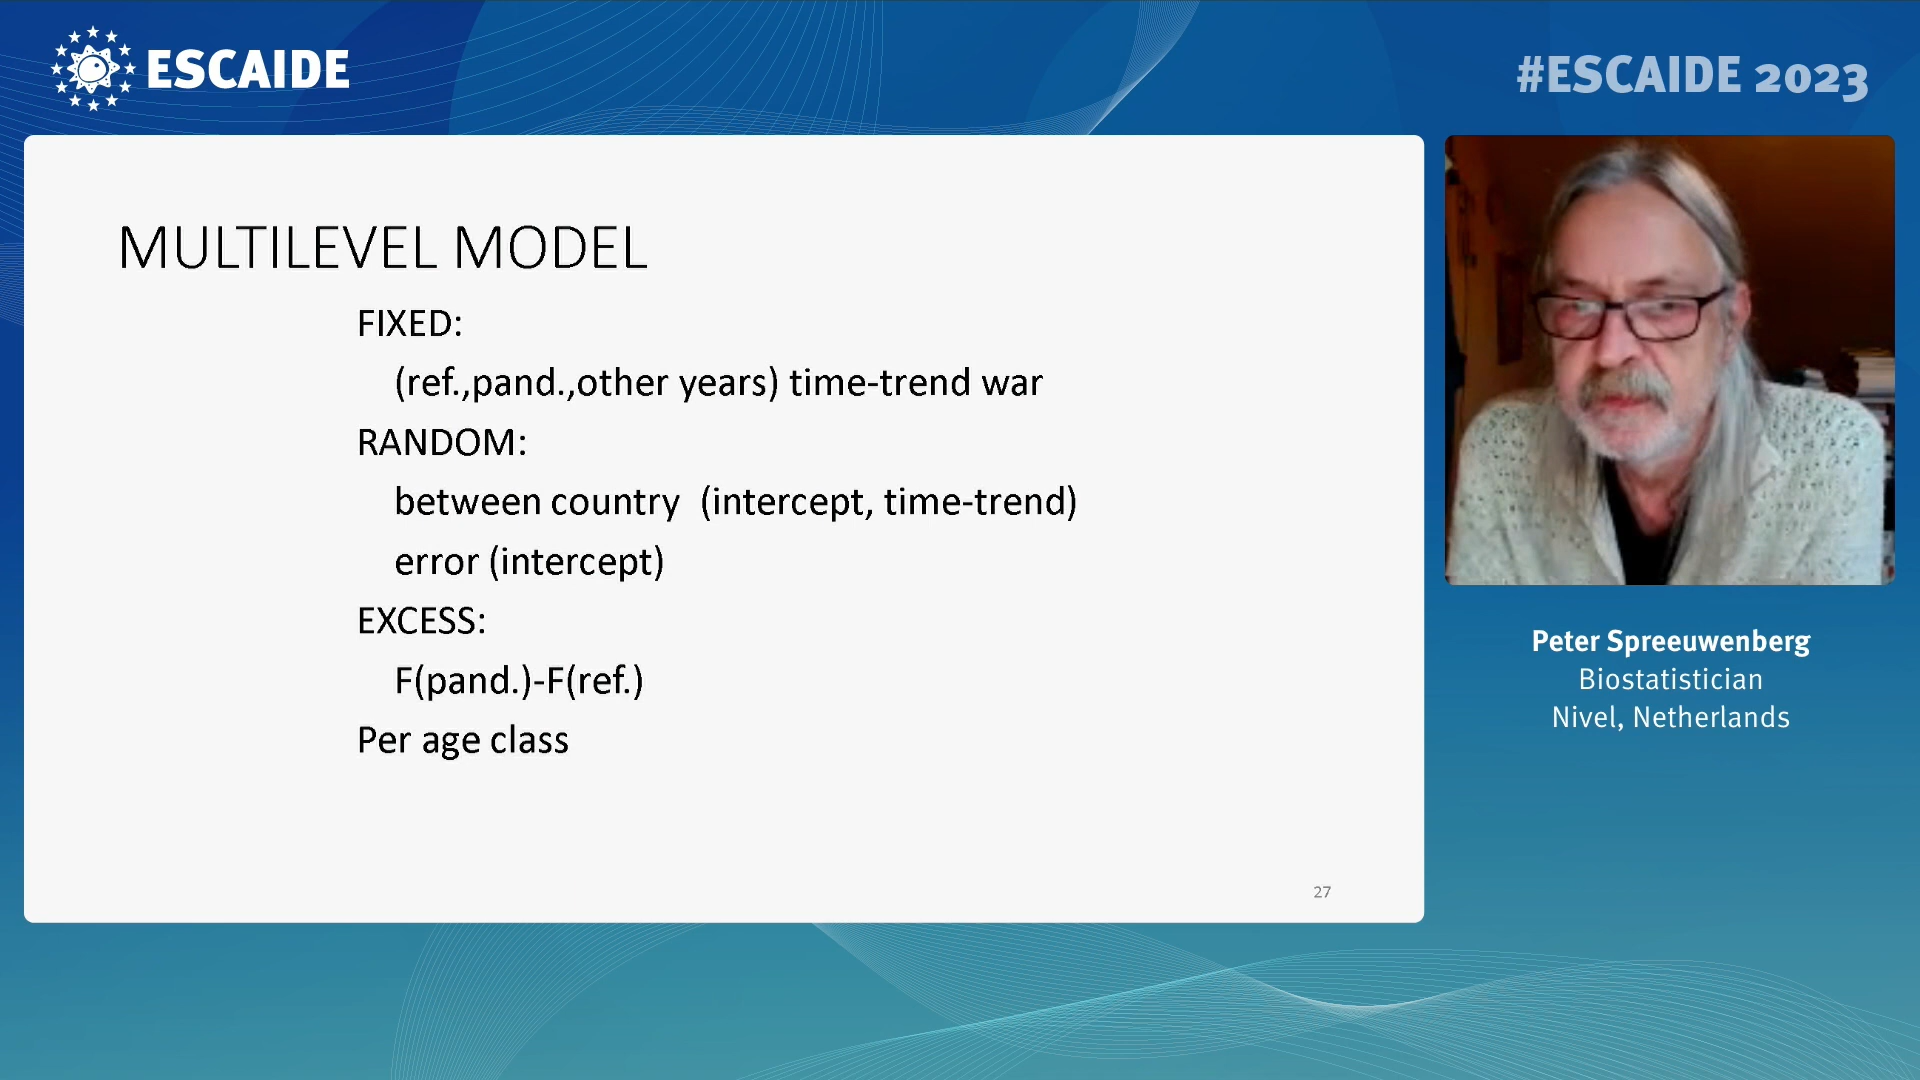 ESCAIDE
#ESCAIDE 2023
MULTILEVEL MODEL
FIXED:
(ref.,pand.,other years) time-trend war
RANDOM:
between country (intercept, time-trend)
error (intercept)
EXCESS:
F(pand.)-F(ref.)
Per age class
27
Peter Spreeuwenberg
Biostatistician
Nivel, Netherlands